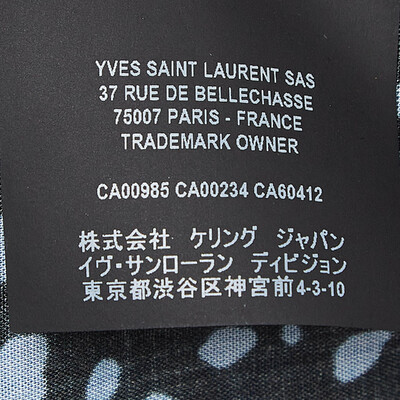 YVES SAINT LAURENT SAS
37 RUE DE BELLECHASSE
75007 PARIS - FRANCE
TRADEMARK OWNER
CA00985 CA00234 CA60412
株式会社 ケリング ジャパン
イヴ・サンローラン ディビジョン
東京都渋谷区神宮前4-3-10